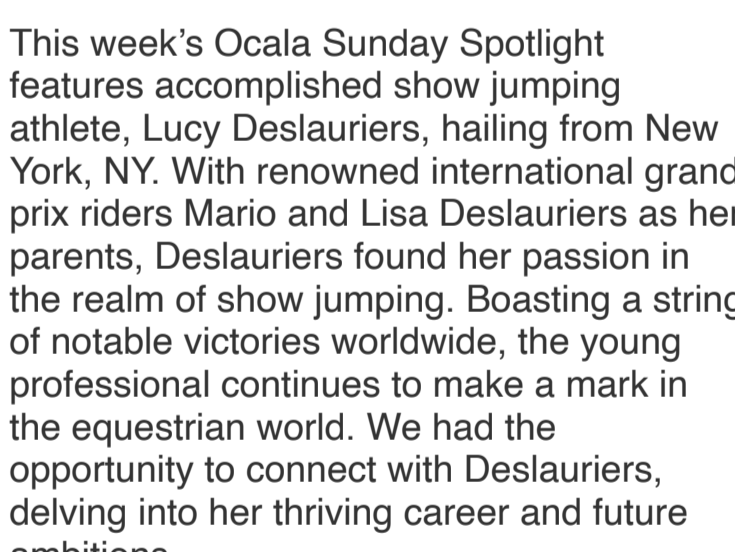 This week’s Ocala Sunday Spotlight
features accomplished show jumping
athlete, Lucy Deslauriers, hailing from New
York, NY. With renowned international grand
prix riders Mario and Lisa Deslauriers as her
parents, Deslauriers found her passion in
the realm of show jumping. Boasting a string
of notable victories worldwide, the young
professional continues to make a mark in
the equestrian world. We had the
opportunity to connect with Deslauriers,
delving into her thriving career and future
ambitions